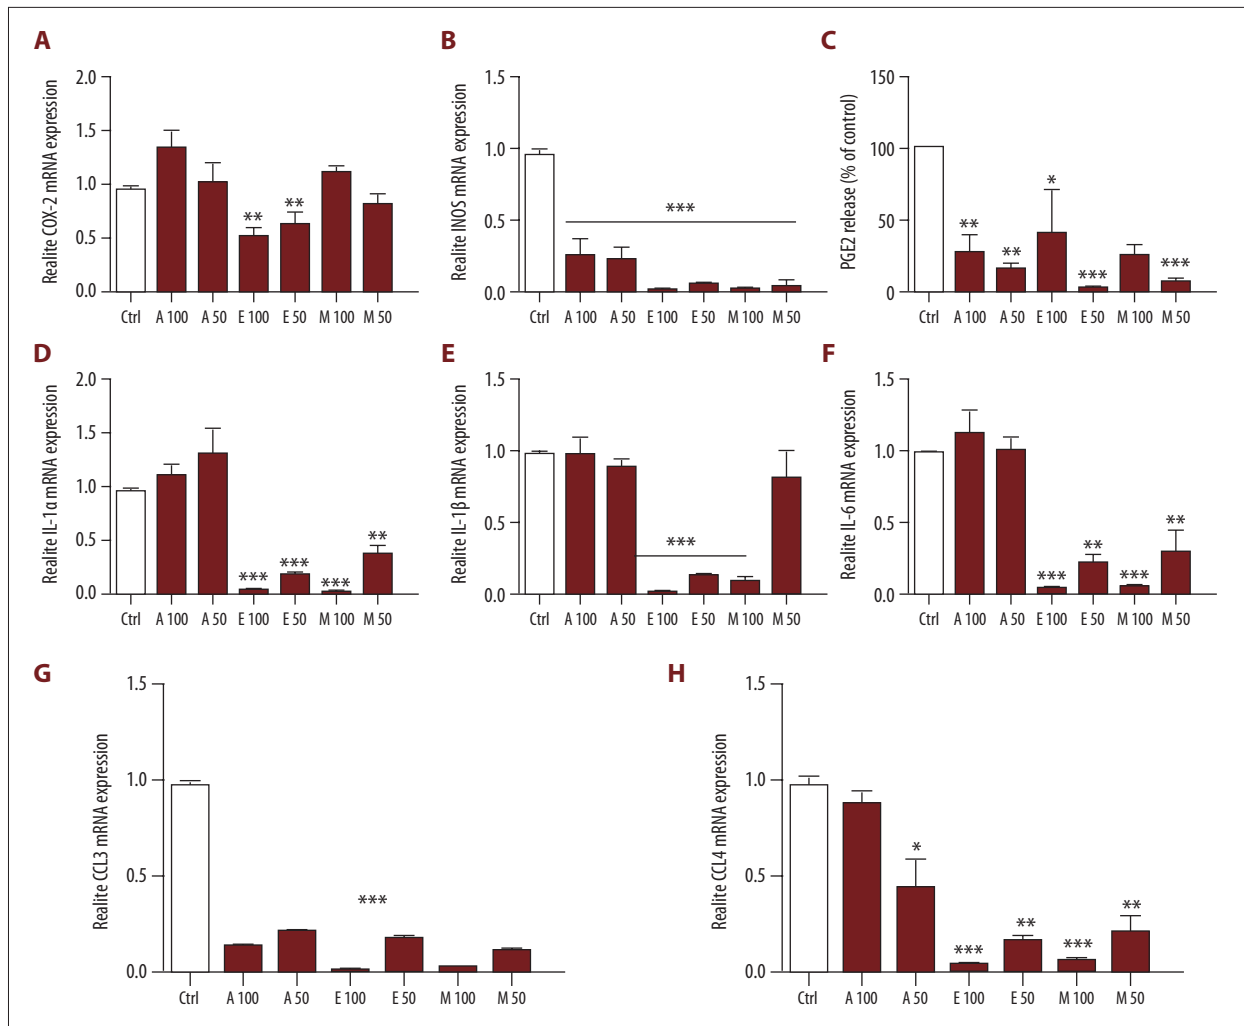 A
Realite COX-2 mRNA expression
2.0
1.5
1.0
0.5
0.0
** **
Ctrl A 100 A 50 E 100 E 50 M 100 M 50
B
Realite INOS mRNA expression
1.5
1.0
0.5
0.0
***
Ctrl A 100 A 50 E 100 E 50 M 100 M 50
C
PGE2 release (% of control)
150
100
50
0
** ** * *** ***
Ctrl A 100 A 50 E 100 E 50 M 100 M 50
D
Realite IL-1α mRNA expression
2.0
1.5
1.0
0.5
0.0
*** *** *** **
Ctrl A 100 A 50 E 100 E 50 M 100 M 50
E
Realite IL-1β mRNA expression
1.5
1.0
0.5
0.0
***
Ctrl A 100 A 50 E 100 E 50 M 100 M 50
F
Realite IL-6 mRNA expression
1.5
1.0
0.5
0.0
*** ** *** **
Ctrl A 100 A 50 E 100 E 50 M 100 M 50
G
Realite CCL3 mRNA expression
1.5
1.0
0.5
0.0
***
Ctrl A 100 A 50 E 100 E 50 M 100 M 50
H
Realite CCL4 mRNA expression
1.5
1.0
0.5
0.0
* *** ** *** **
Ctrl A 100 A 50 E 100 E 50 M 100 M 50